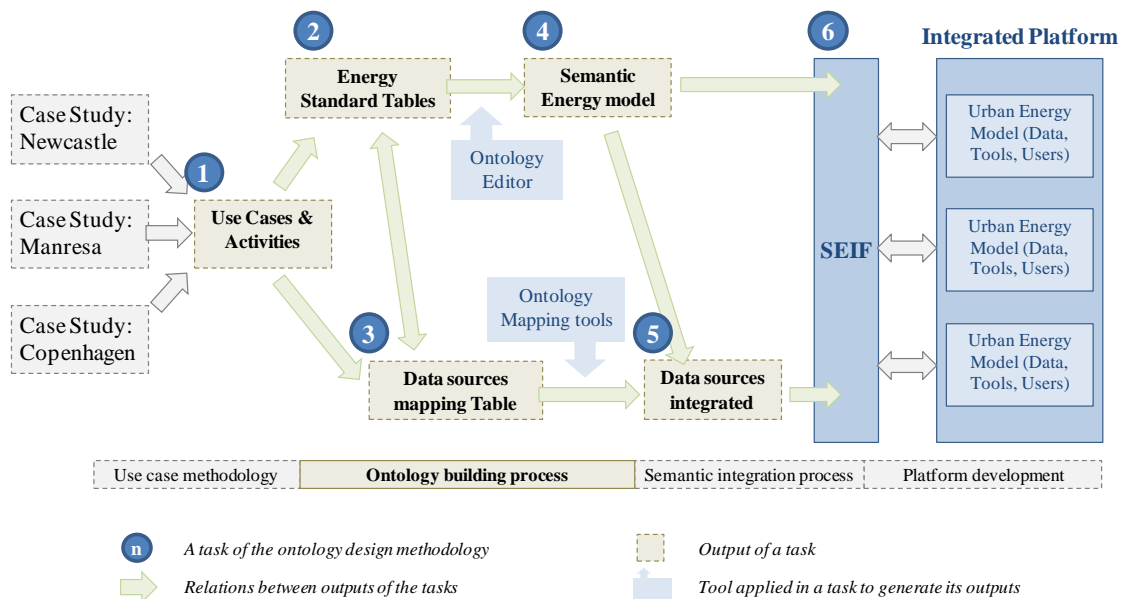 2
4
6
Integrated Platform
Energy
Standard Tables
Semantic
Energy model
Case Study:
Newcastle
1
Ontology
Editor
Urban Energy
Model (Data,
Tools, Users)
Case Study:
Manresa
Use Cases &
Activities
SEIF
Urban Energy
Model (Data,
Tools, Users)
Case Study:
Copenhagen
3
Ontology
Mapping tools
5
Urban Energy
Model (Data,
Tools, Users)
Data sources
mapping Table
Data sources
integrated
Use case methodology
Ontology building process
Semantic integration process
Platform development
n
A task of the ontology design methodology
Output of a task
Relations between outputs of the tasks
Tool applied in a task to generate its outputs